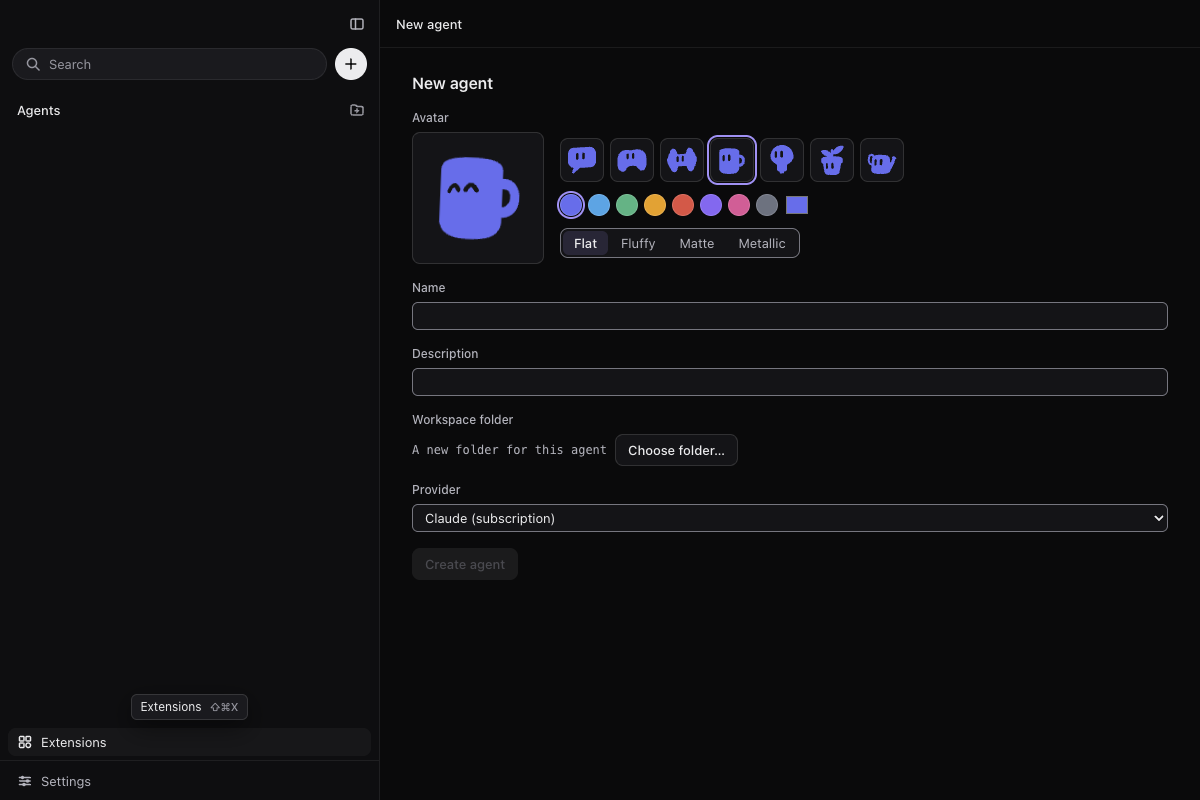 New agent
Search
Agents
New agent
Avatar
Flat Fluffy Matte Metallic
Name
Description
Workspace folder
A new folder for this agent Choose folder...
Provider
Claude (subscription)
Create agent
Extensions ⇧⌘X
Extensions
Settings